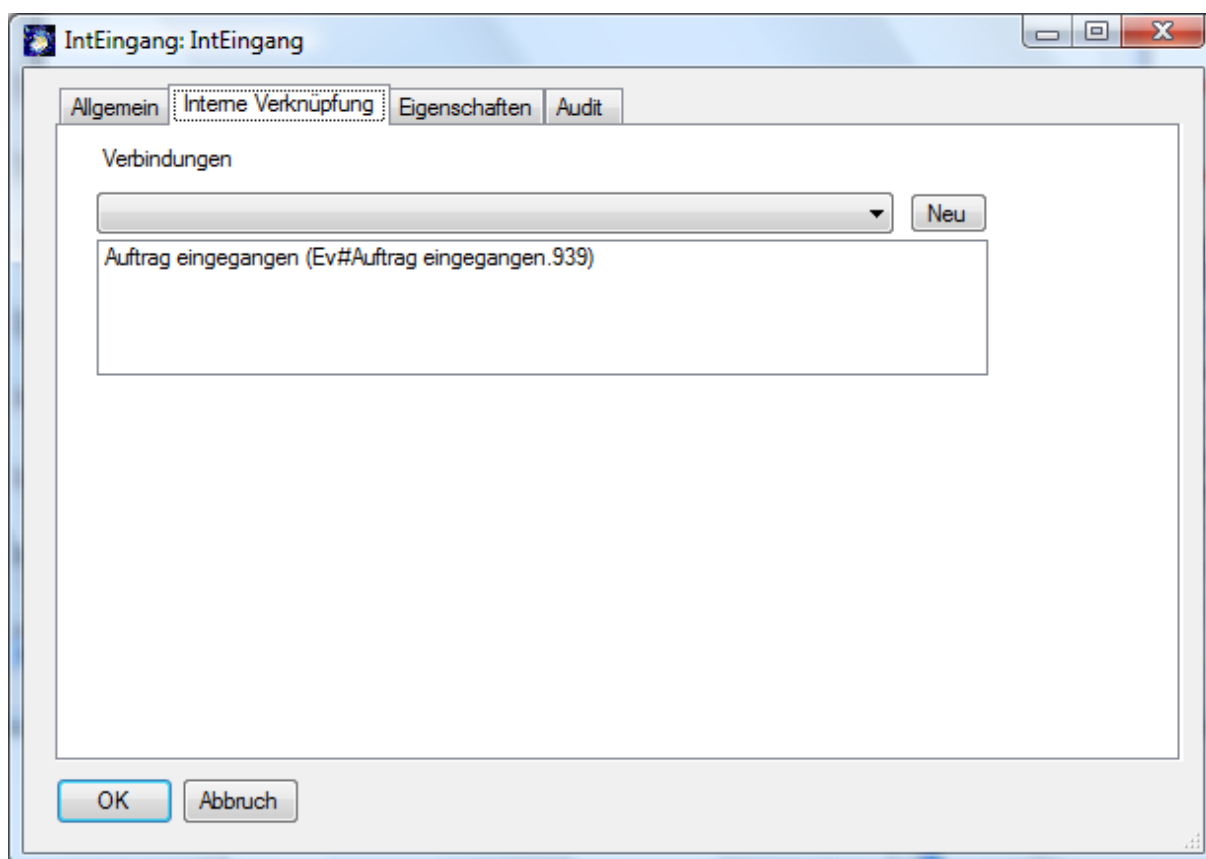 IntEingang: IntEingang
Allgemein Interne Verknüpfung Eigenschaften Audit
Verbindungen
Neu
Auftrag eingegangen (Ev#Auftrag eingegangen.939)
OK Abbruch